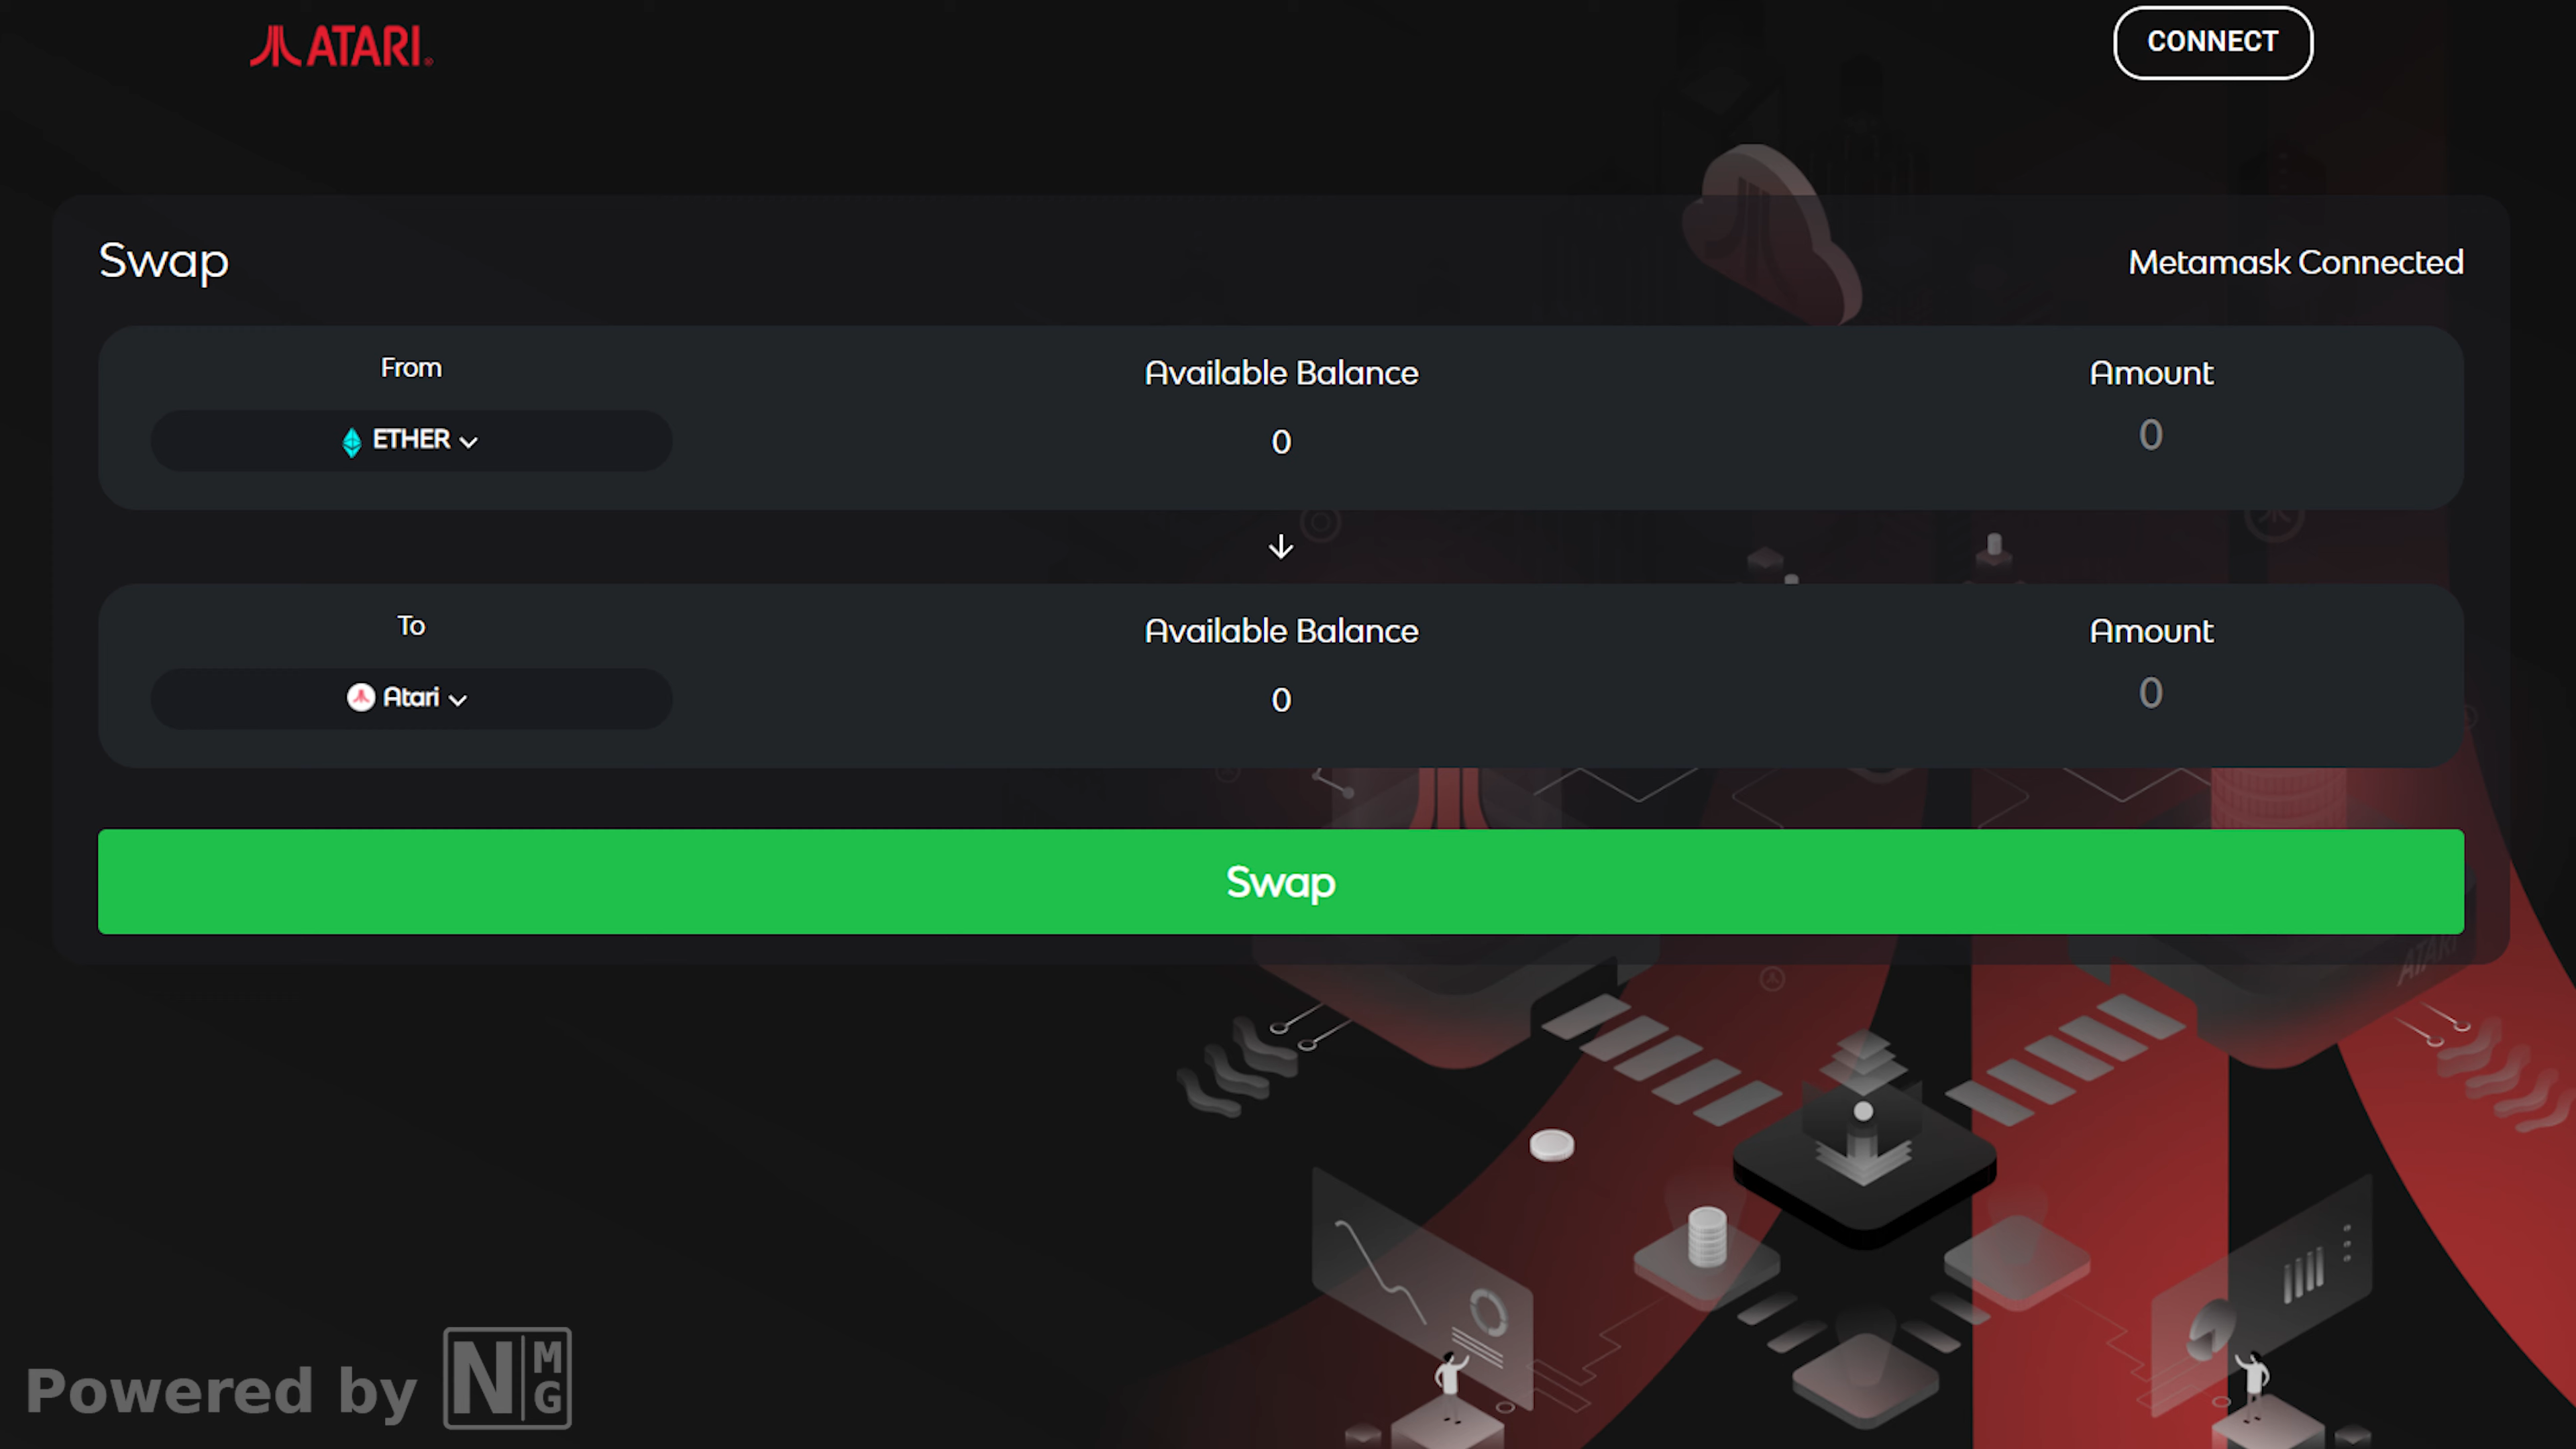 ATARI®
CONNECT
Swap
Metamask Connected
From
Available Balance
Amount
ETHER
0
0
To
Available Balance
Amount
Atari
0
0
Swap
ATARI
Powered by N M G